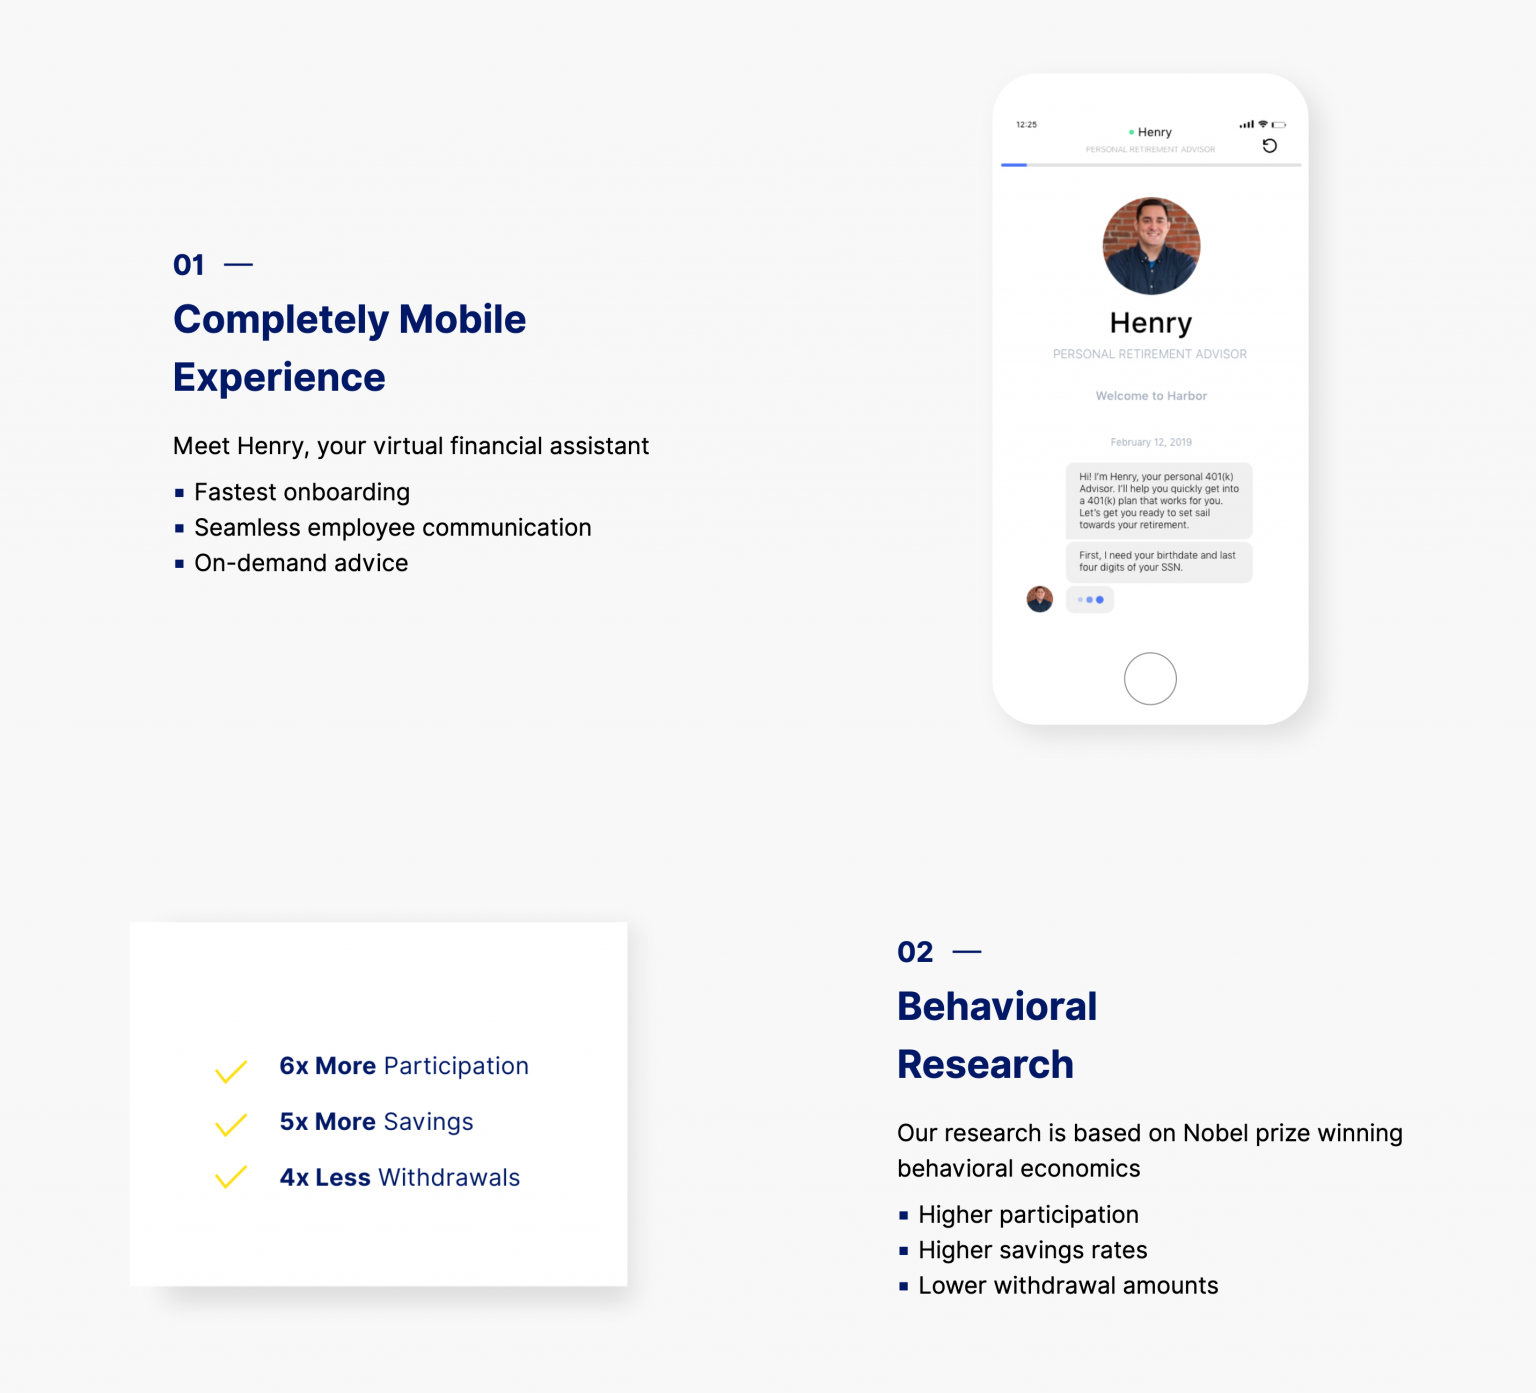 01 —
Completely Mobile
Experience
Meet Henry, your virtual financial assistant
▪ Fastest onboarding
▪ Seamless employee communication
▪ On-demand advice
12:25
Henry
PERSONAL RETIREMENT ADVISOR
Henry
PERSONAL RETIREMENT ADVISOR
Welcome to Harbor
February 12, 2019
Hi! I'm Henry, your personal 401(k)
Advisor. I'll help you quickly get into
a 401(k) plan that works for you.
Let's get you ready to set sail
towards your retirement.
First, I need your birthdate and last
four digits of your SSN.
6x More Participation
5x More Savings
4x Less Withdrawals
02 —
Behavioral
Research
Our research is based on Nobel prize winning
behavioral economics
▪ Higher participation
▪ Higher savings rates
▪ Lower withdrawal amounts